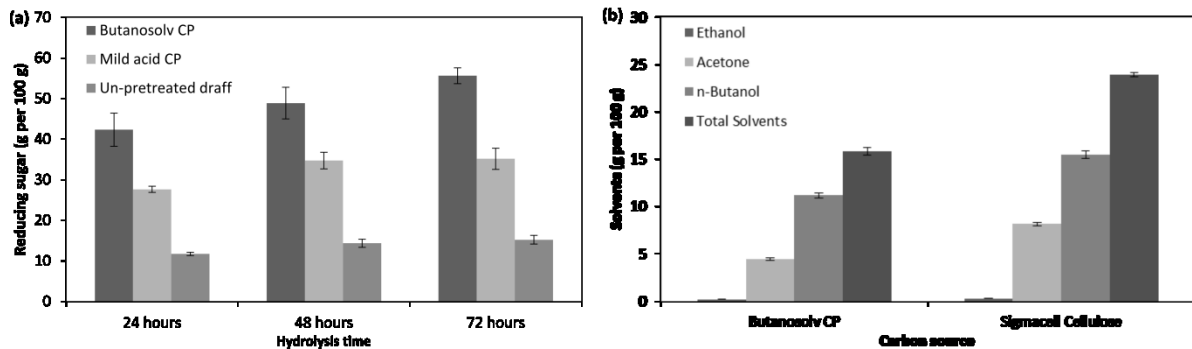 (a)
70
60
50
40
30
20
10
0
Reducing sugar (g per 100 g)
Butanosolv CP
Mild acid CP
Un-pretreated draff
24 hours
48 hours
72 hours
Hydrolysis time
(b)
30
25
20
15
10
5
0
Solvents (g per 100 g)
Ethanol
Acetone
n-Butanol
Total Solvents
Butanosolv CP
Sigmacell Cellulose
Carbon source